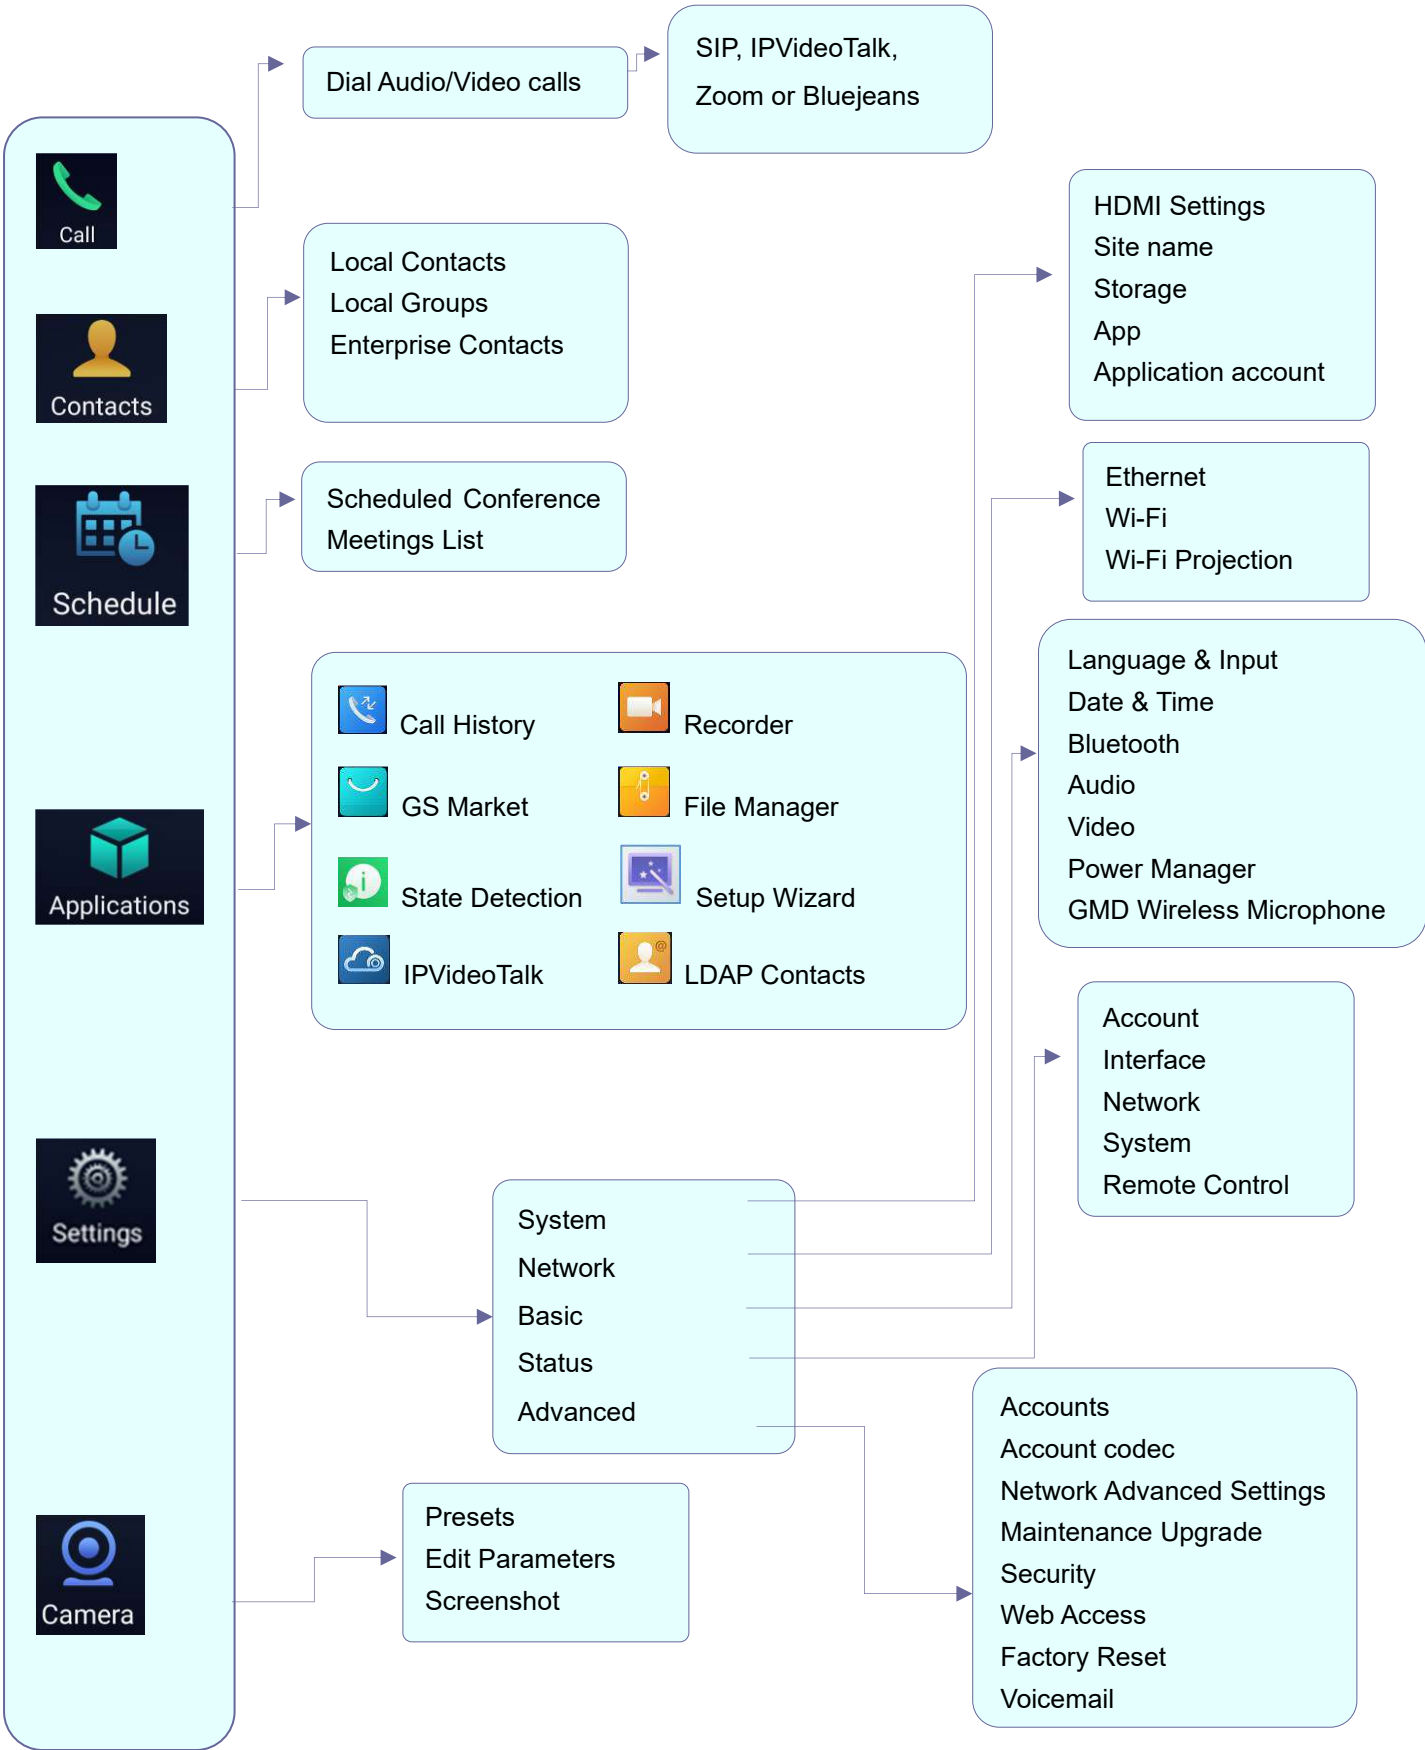 Call
Contacts
Schedule
Applications
Settings
Camera
Dial Audio/Video calls
SIP, IPVideoTalk,
Zoom or Bluejeans
Local Contacts
Local Groups
Enterprise Contacts
Scheduled Conference
Meetings List
Call History
Recorder
GS Market
File Manager
State Detection
Setup Wizard
IPVideoTalk
LDAP Contacts
System
Network
Basic
Status
Advanced
Presets
Edit Parameters
Screenshot
HDMI Settings
Site name
Storage
App
Application account
Ethernet
Wi-Fi
Wi-Fi Projection
Language & Input
Date & Time
Bluetooth
Audio
Video
Power Manager
GMD Wireless Microphone
Account
Interface
Network
System
Remote Control
Accounts
Account codec
Network Advanced Settings
Maintenance Upgrade
Security
Web Access
Factory Reset
Voicemail